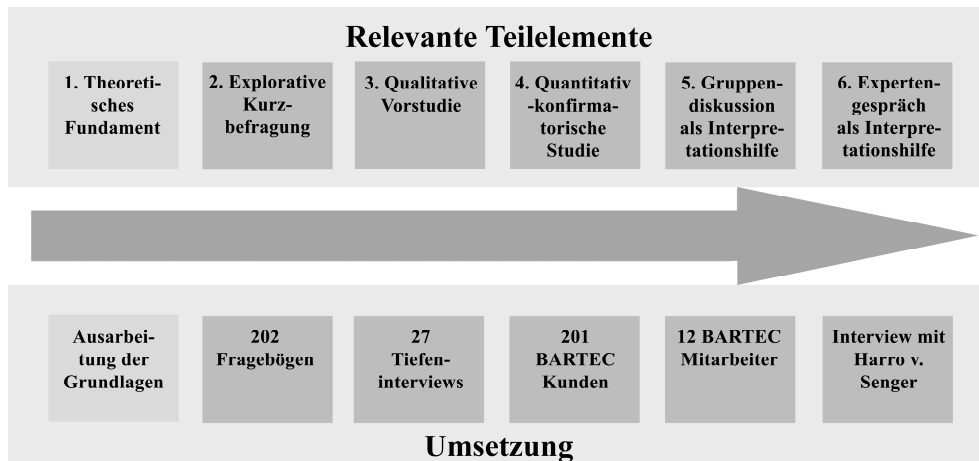 Relevante Teilelemente
1. Theoreti-
sches
Fundament
2. Explorative
Kurz-
befragung
3. Qualitative
Vorstudie
4. Quantitativ
-konfirma-
torische
Studie
5. Gruppen-
diskussion
als Interpre-
tationshilfe
6. Experten-
gespräch
als Interpre-
tationshilfe
Ausarbei-
tung der
Grundlagen
202
Fragebögen
27
Tiefen-
interviews
201
BARTEC
Kunden
12 BARTEC
Mitarbeiter
Interview mit
Harro v.
Senger
Umsetzung